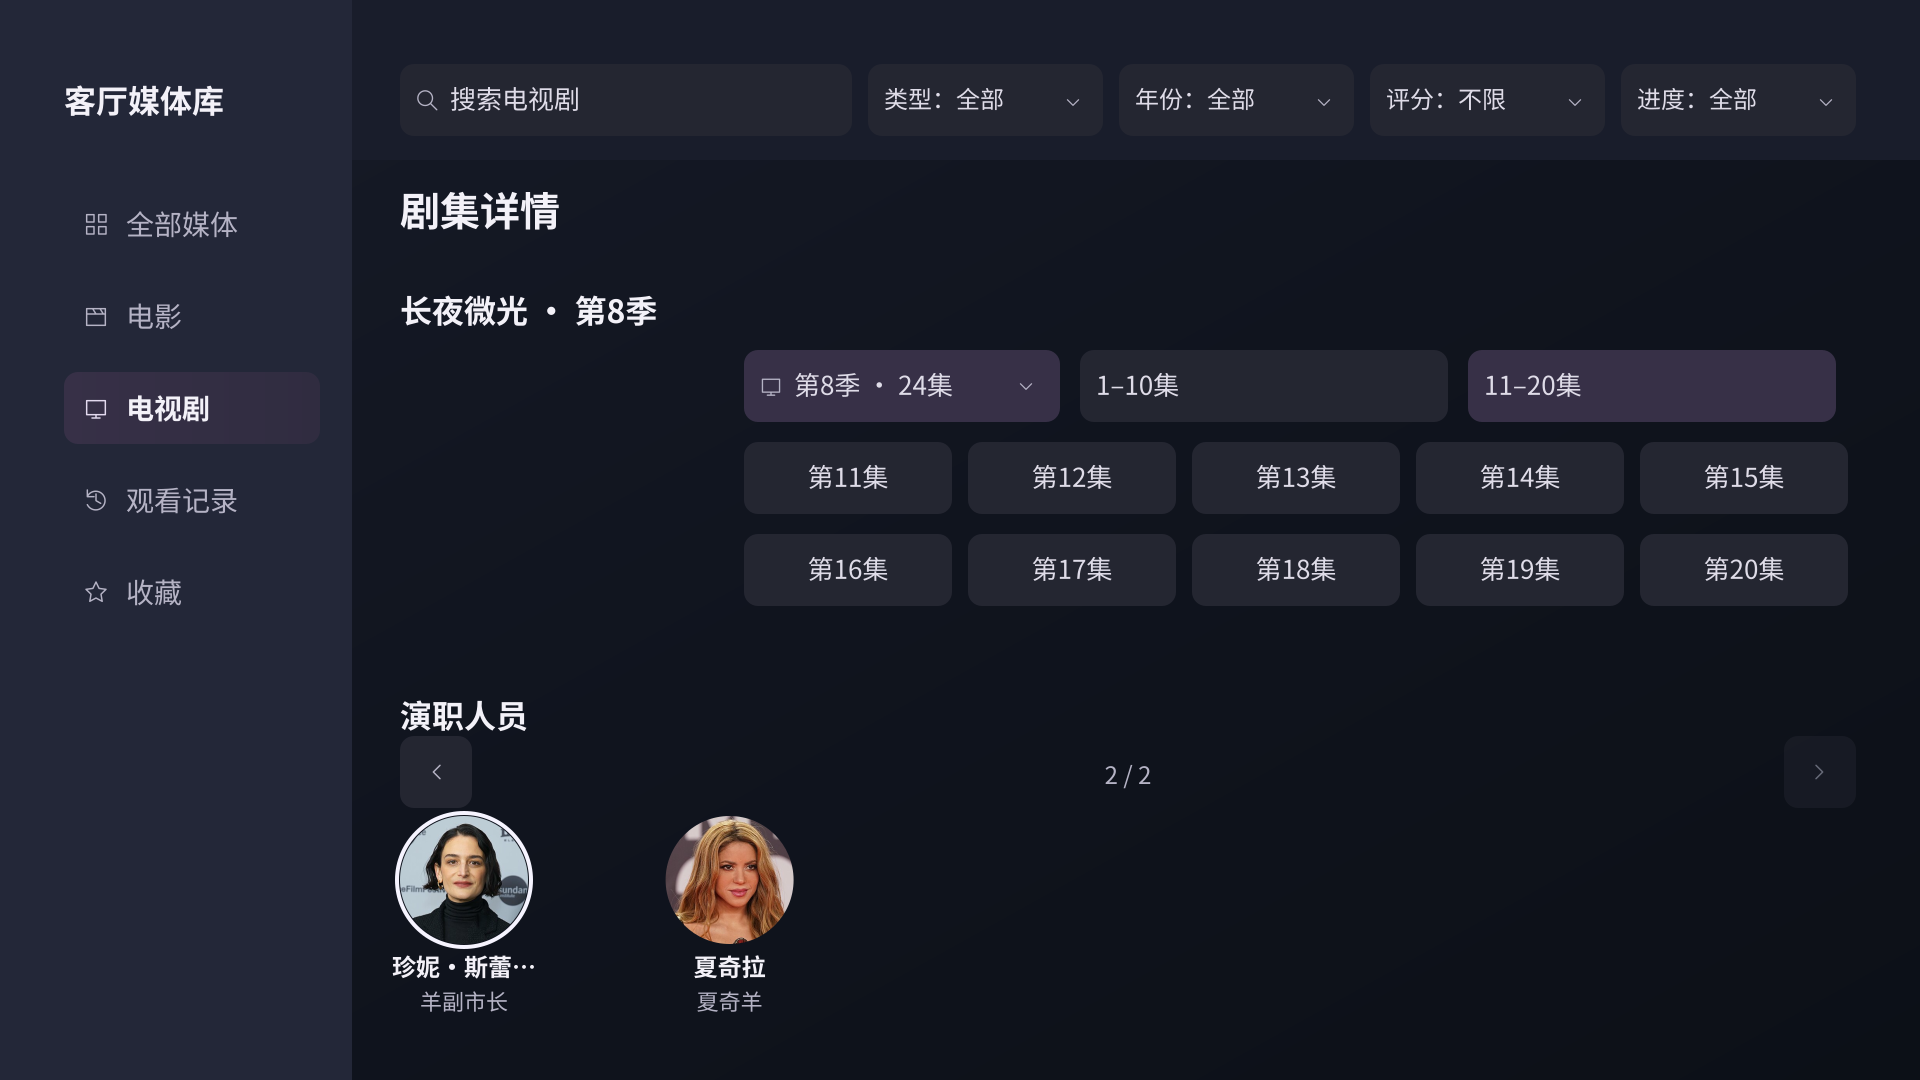 客厅媒体库
全部媒体
电影
电视剧
观看记录
收藏
搜索电视剧
类型：全部
年份：全部
评分：不限
进度：全部
剧集详情
长夜微光 · 第8季
第8季 · 24集
1–10集
11–20集
第11集
第12集
第13集
第14集
第15集
第16集
第17集
第18集
第19集
第20集
演职人员
2 / 2
珍妮·斯蕾…
羊副市长
夏奇拉
夏奇羊